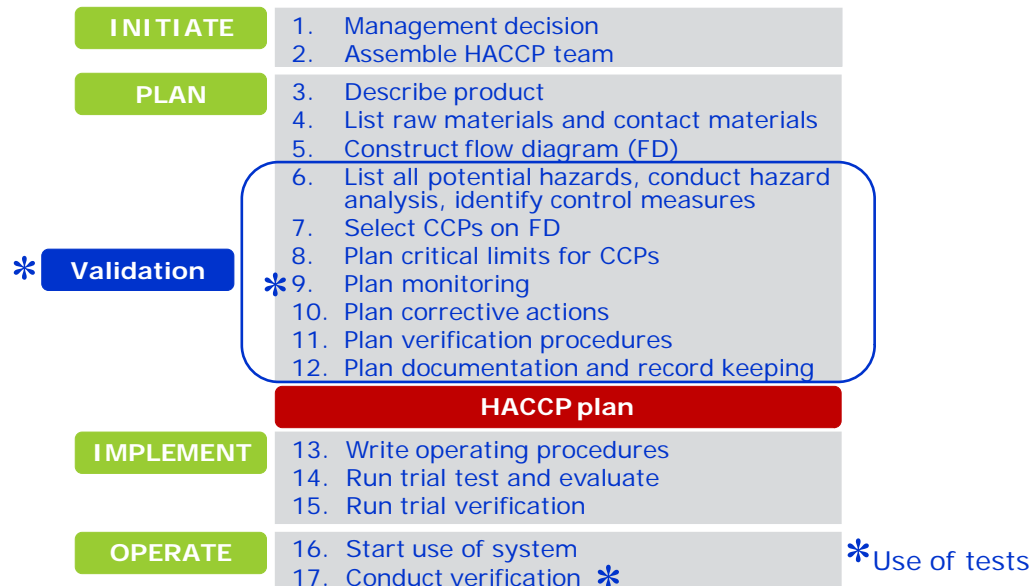 INITIATE
1. Management decision
2. Assemble HACCP team
PLAN
3. Describe product
4. List raw materials and contact materials
5. Construct flow diagram (FD)
6. List all potential hazards, conduct hazard
analysis, identify control measures
7. Select CCPs on FD
8. Plan critical limits for CCPs
* Validation
* 9. Plan monitoring
10. Plan corrective actions
11. Plan verification procedures
12. Plan documentation and record keeping
HACCP plan
IMPLEMENT
13. Write operating procedures
14. Run trial test and evaluate
15. Run trial verification
OPERATE
16. Start use of system
17. Conduct verification *
* Use of tests